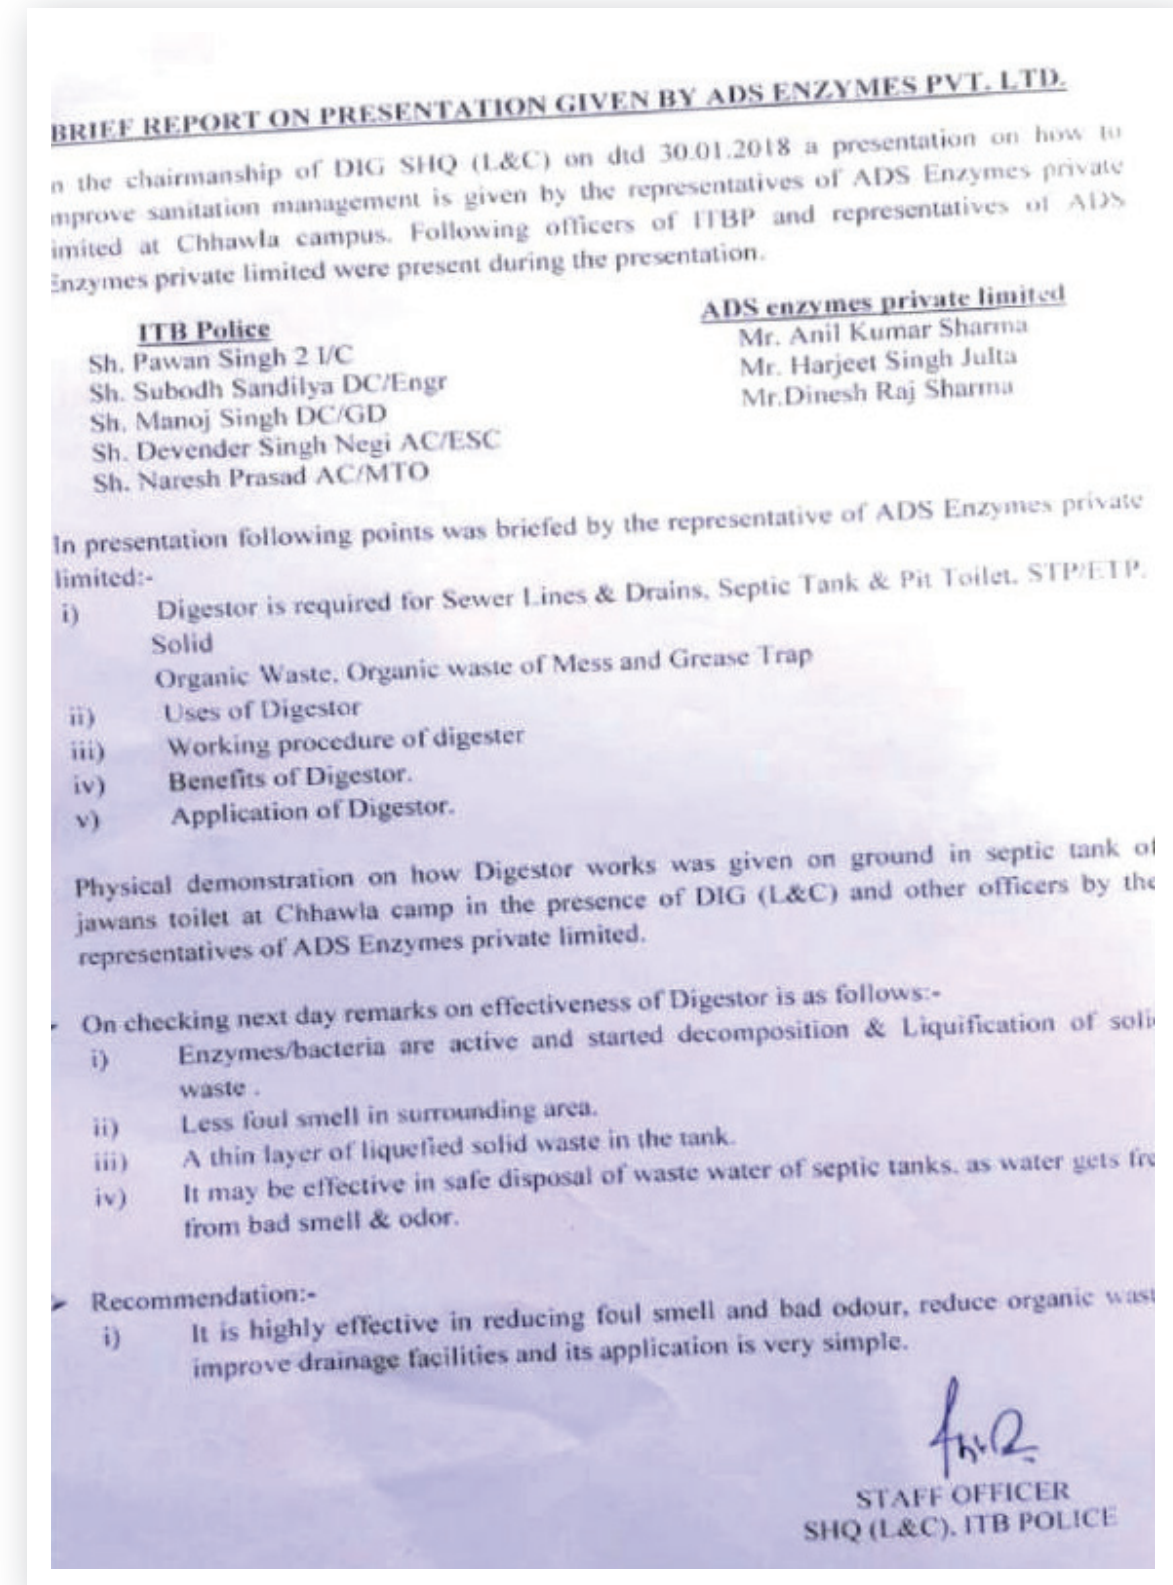 BRIEF REPORT ON PRESENTATION GIVEN BY ADS ENZYMES PVT. LTD.
n the chairmanship of DIG SHQ (L&C) on dtd 30.01.2018 a presentation on how to
mprove sanitation management is given by the representatives of ADS Enzymes private
imited at Chhawla campus. Following officers of ITBP and representatives of ADS
Enzymes private limited were present during the presentation.
ITB Police
Sh. Pawan Singh 2 I/C
Sh. Subodh Sandilya DC/Engr
Sh. Manoj Singh DC/GD
Sh. Devender Singh Negi AC/ESC
Sh. Naresh Prasad AC/MTO
ADS enzymes private limited
Mr. Anil Kumar Sharma
Mr. Harjeet Singh Julta
Mr.Dinesh Raj Sharma
In presentation following points was briefed by the representative of ADS Enzymes private
limited:-
i) Digestor is required for Sewer Lines & Drains, Septic Tank & Pit Toilet, STP/ETP,
Solid
Organic Waste, Organic waste of Mess and Grease Trap
ii) Uses of Digestor
iii) Working procedure of digester
iv) Benefits of Digestor.
v) Application of Digestor.
Physical demonstration on how Digestor works was given on ground in septic tank of
jawans toilet at Chhawla camp in the presence of DIG (L&C) and other officers by the
representatives of ADS Enzymes private limited.
On checking next day remarks on effectiveness of Digestor is as follows:-
i) Enzymes/bacteria are active and started decomposition & Liquification of soli
waste .
ii) Less foul smell in surrounding area.
iii) A thin layer of liquefied solid waste in the tank.
iv) It may be effective in safe disposal of waste water of septic tanks, as water gets fre
from bad smell & odor.
➤ Recommendation:-
i) It is highly effective in reducing foul smell and bad odour, reduce organic wast
improve drainage facilities and its application is very simple.
STAFF OFFICER
SHQ (L&C), ITB POLICE